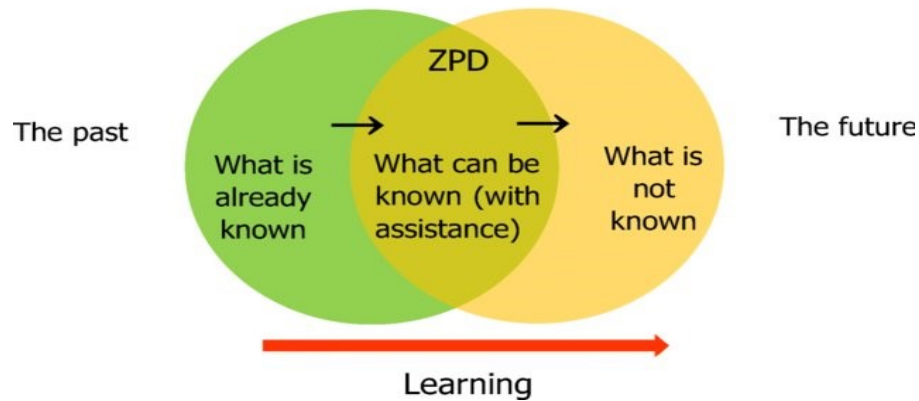 ZPD
The past
The future
What is
already
known
What can be
known (with
assistance)
What is
not
known
Learning